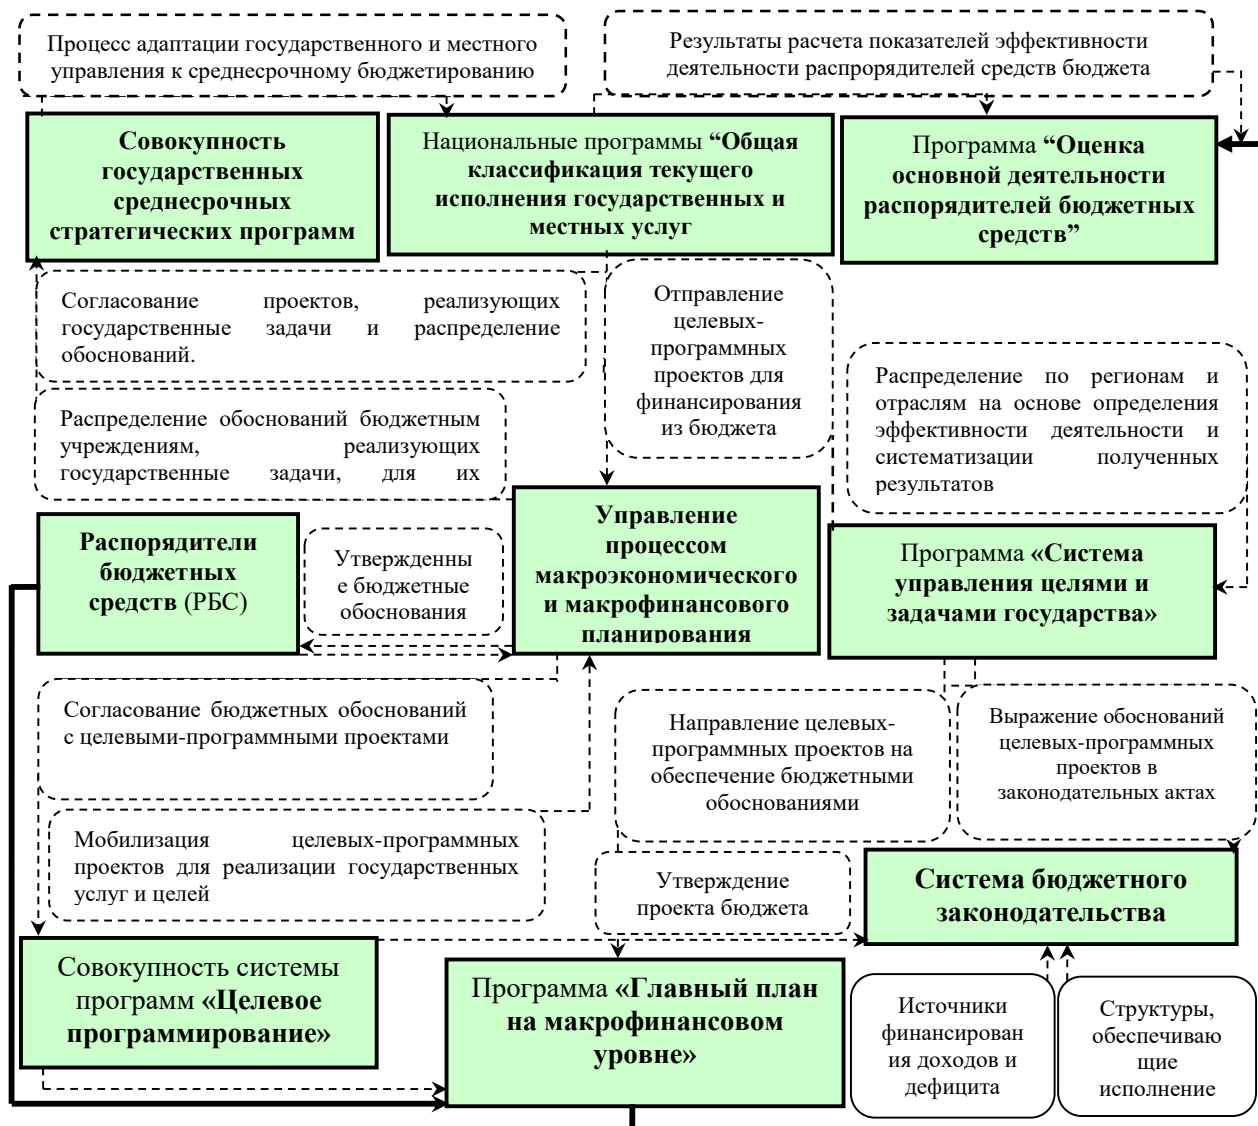 Процесс адаптации государственного и местного
управления к среднесрочному бюджетированию
Результаты расчета показателей эффективности
деятельности распрорядителей средств бюджета
Совокупность
государственных
среднесрочных
стратегических программ
Национальные программы “Общая
классификация текущего
исполнения государственных и
местных услуг
Программа “Оценка
основной деятельности
распорядителей бюджетных
средств”
Согласование проектов, реализующих
государственные задачи и распределение
обоснований.
Отправление
целевых-
программных
проектов для
финансирования
из бюджета
Распределение по регионам и
отраслям на основе определения
эффективности деятельности и
систематизации полученных
результатов
Распределение обоснований бюджетным
учреждениям, реализующих
государственные задачи, для их
Распорядители
бюджетных
средств (РБС)
Утвержденны
е бюджетные
обоснования
Управление
процессом
макроэкономического
и макрофинансового
планирования
Программа «Система
управления целями и
задачами государства»
Согласование бюджетных обоснований
с целевыми-программными проектами
Направление целевых-
программных проектов на
обеспечение бюджетными
обоснованиями
Выражение обоснований
целевых-программных
проектов в
законодательных актах
Мобилизация целевых-программных
проектов для реализации государственных
услуг и целей
Утверждение
проекта бюджета
Система бюджетного
законодательства
Совокупность системы
программ «Целевое
программирование»
Программа «Главный план
на макрофинансовом
уровне»
Источники
финансирован
ия доходов и
дефицита
Структуры,
обеспечиваю
щие
исполнение